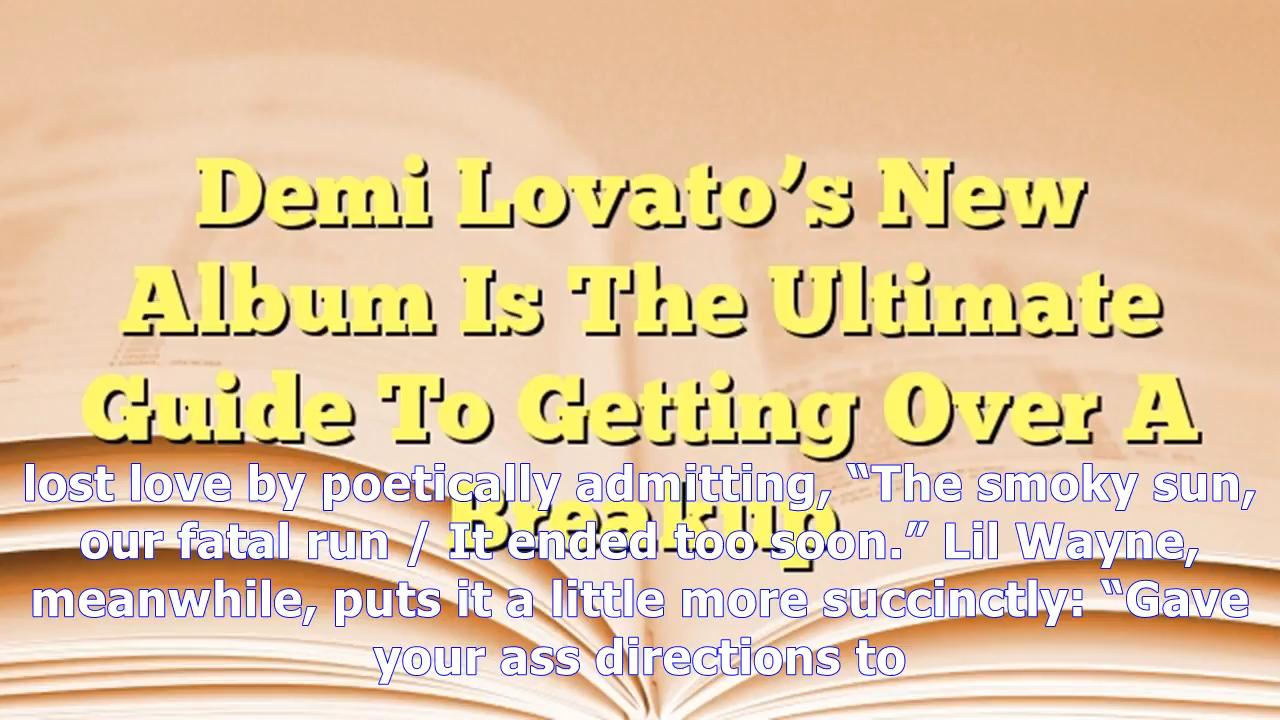 Demi Lovato’s New
Album Is The Ultimate
Guide To Getting Over A
Breakup
lost love by poetically admitting, “The smoky sun,
our fatal run / It ended too soon.” Lil Wayne,
meanwhile, puts it a little more succinctly: “Gave
your ass directions to